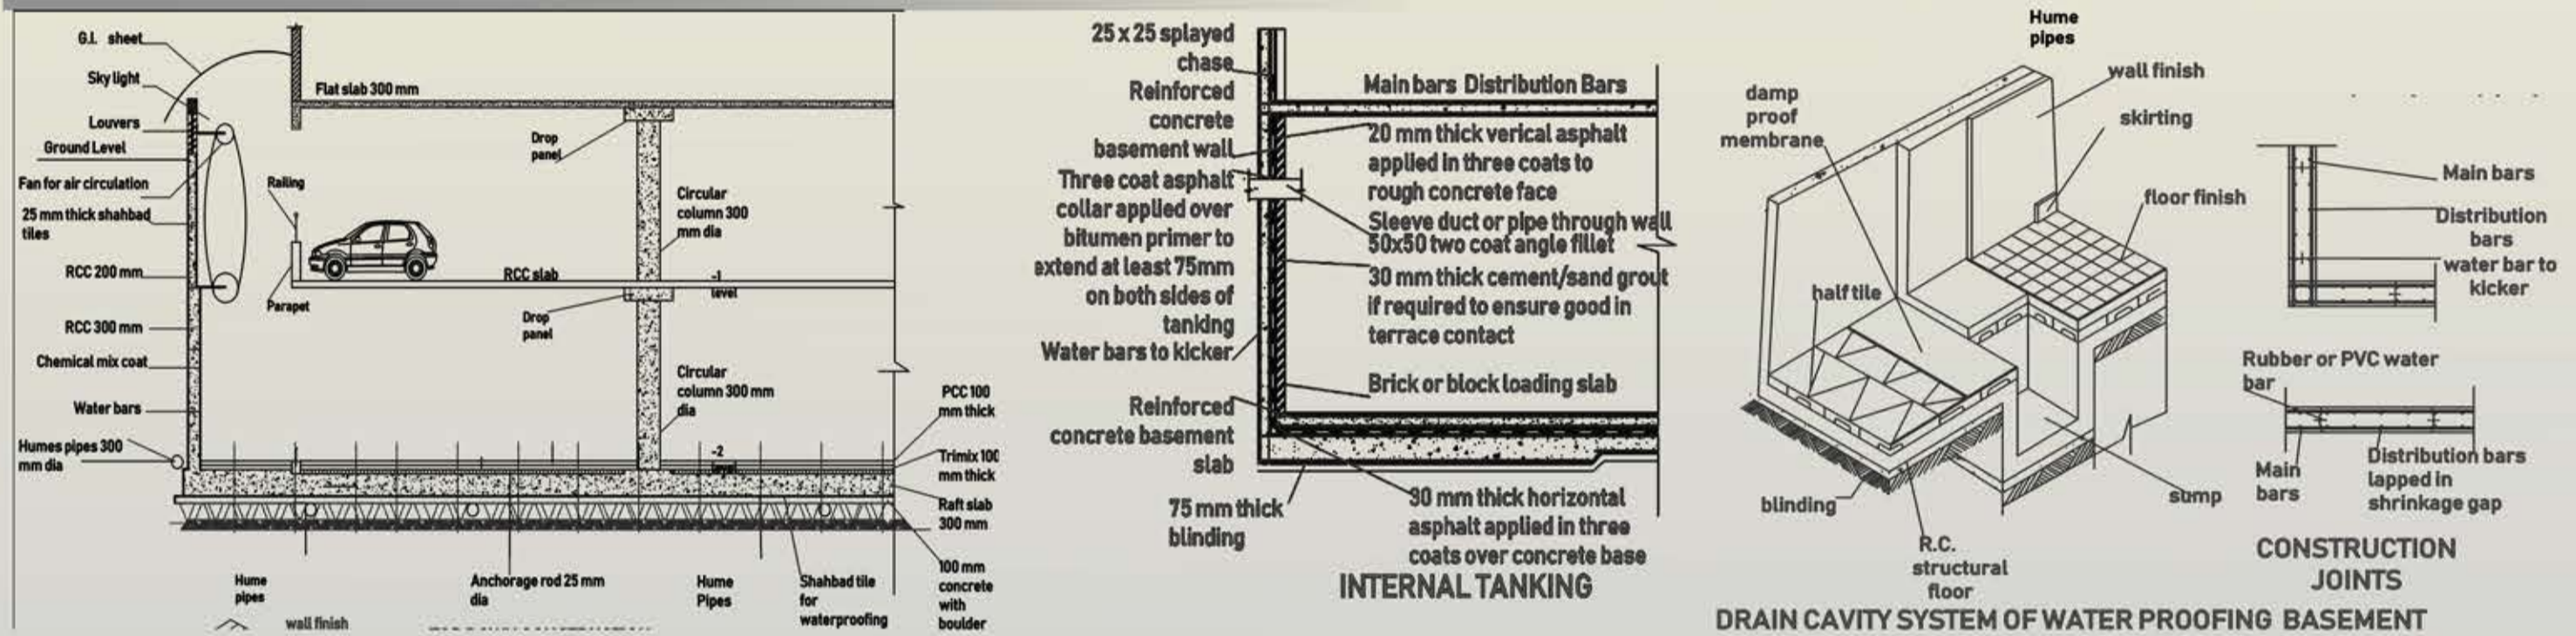 G.I. sheet
Sky light
Louvers
Ground Level
Fan for air circulation
25 mm thick shahbad
tiles
RCC 200 mm
RCC 300 mm
Chemical mix coat
Water bars
Humes pipes 300
mm dia
Flat slab 300 mm
Drop
panel
Railing
Circular
column 300
mm dia
RCC slab
-1
level
Parapet
Drop
panel
Circular
column 300 mm
dia
-2
level
PCC 100
mm thick
Trimix 100
mm thick
Raft slab
300 mm
100 mm
concrete
with
boulder
Hume
pipes
Anchorage rod 25 mm
dia
Hume
Pipes
Shahbad tile
for
waterproofing
wall finish
25 x 25 splayed
chase
Reinforced
concrete
basement wall
Three coat asphalt
collar applied over
bitumen primer to
extend at least 75mm
on both sides of
tanking
Water bars to kicker
Reinforced
concrete basement
slab
75 mm thick
blinding
Main bars Distribution Bars
20 mm thick verical asphalt
applied in three coats to
rough concrete face
Sleeve duct or pipe through wall
50x50 two coat angle fillet
30 mm thick cement/sand grout
if required to ensure good in
terrace contact
Brick or block loading slab
30 mm thick horizontal
asphalt applied in three
coats over concrete base
INTERNAL TANKING
Hume
pipes
damp
proof
membrane
wall finish
skirting
floor finish
half tile
blinding
R.C.
structural
floor
sump
DRAIN CAVITY SYSTEM OF WATER PROOFING BASEMENT
Main bars
Distribution
bars
water bar to
kicker
Rubber or PVC water
bar
Main
bars
Distribution bars
lapped in
shrinkage gap
CONSTRUCTION
JOINTS